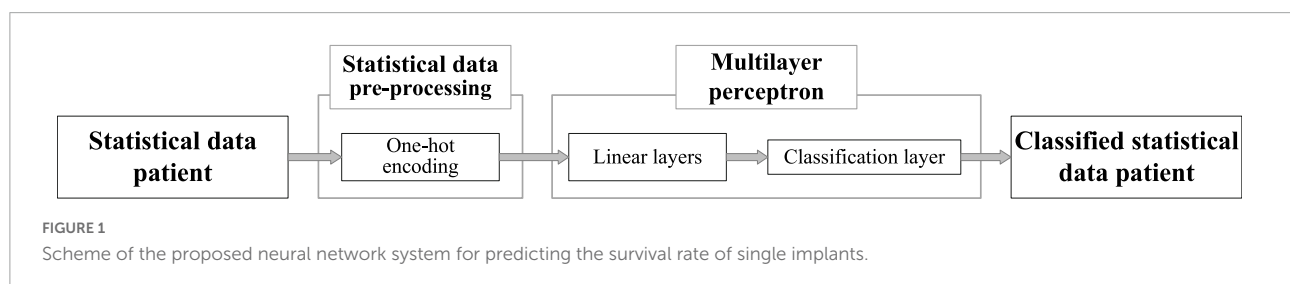 Statistical data
pre-processing
Multilayer
perceptron
Statistical data
patient
One-hot
encoding
Linear layers
Classification layer
Classified statistical
data patient
FIGURE 1
Scheme of the proposed neural network system for predicting the survival rate of single implants.